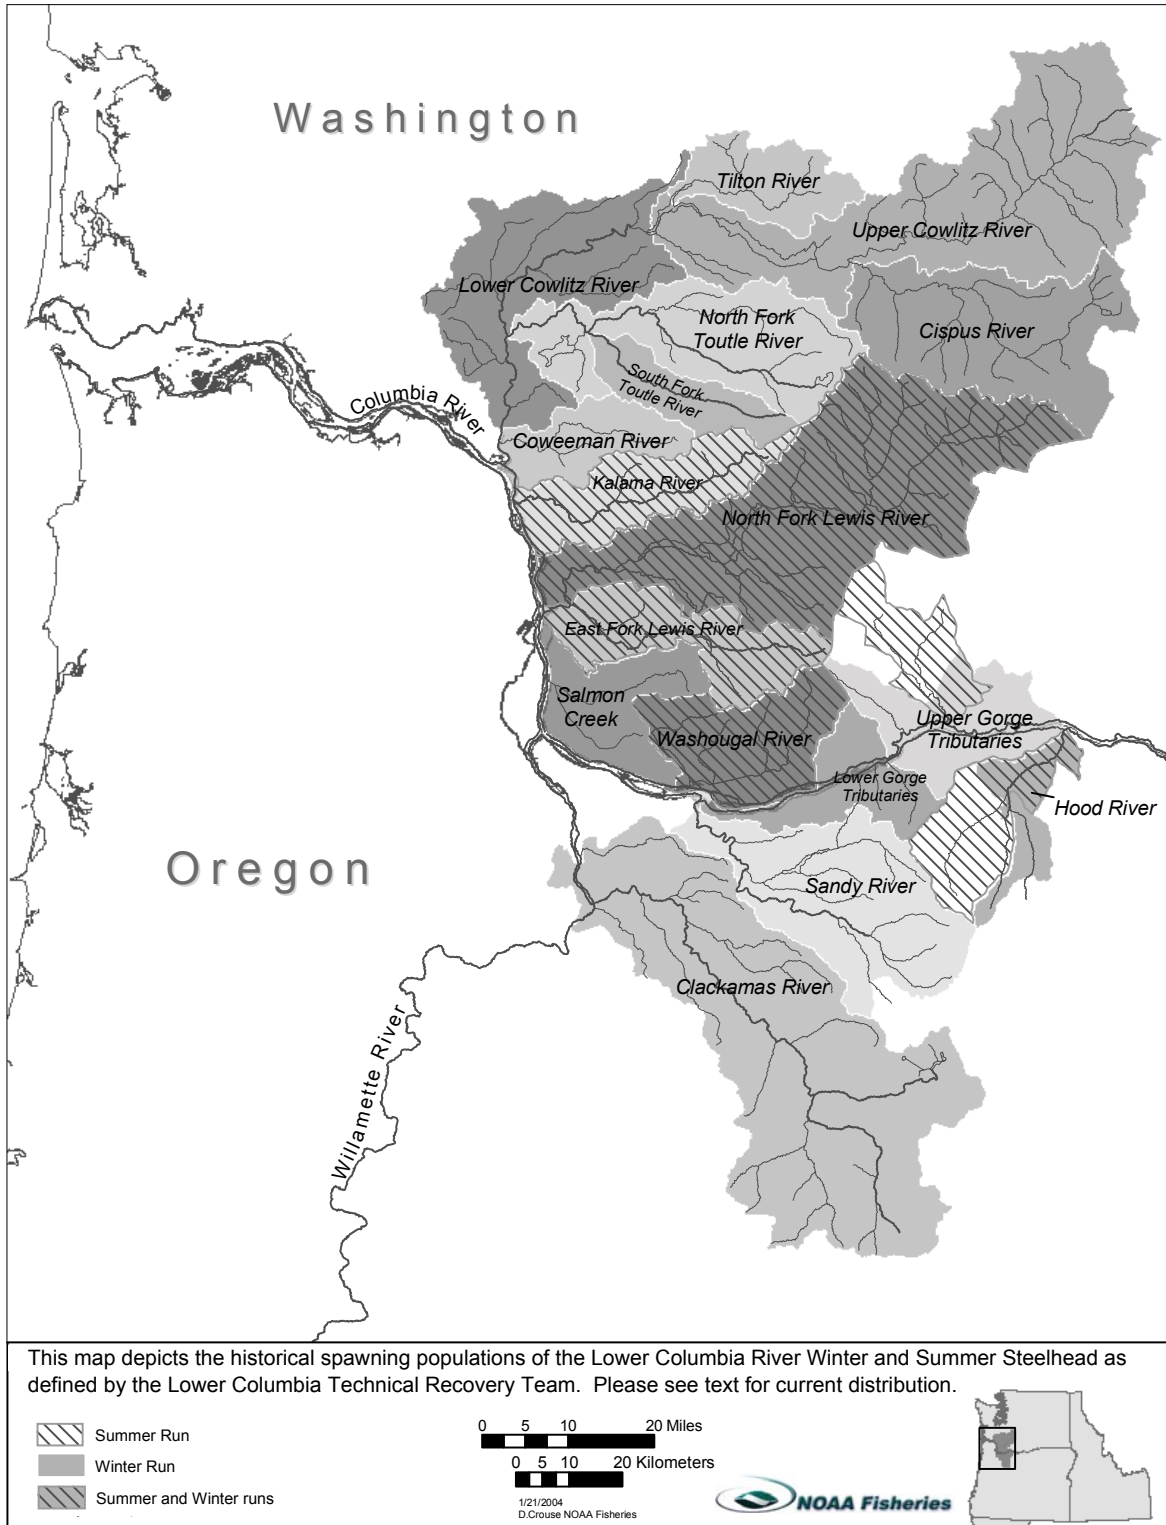 Washington
Tilton River
Upper Cowlitz River
Lower Cowlitz River
North Fork
Toutle River
Cispus River
South Fork
Toutle River
Columbia River
Coweeman River
Kalama River
North Fork Lewis River
East Fork Lewis River
Salmon
Creek
Washougal River
Upper Gorge
Tributaries
Lower Gorge
Tributaries
Hood River
Oregon
Sandy River
Clackamas River
Willamette River
This map depicts the historical spawning populations of the Lower Columbia River Winter and Summer Steelhead as
defined by the Lower Columbia Technical Recovery Team. Please see text for current distribution.
Summer Run
Winter Run
Summer and Winter runs
0 5 10 20 Miles
0 5 10 20 Kilometers
1/21/2004
D.Crouse NOAA Fisheries
NOAA Fisheries